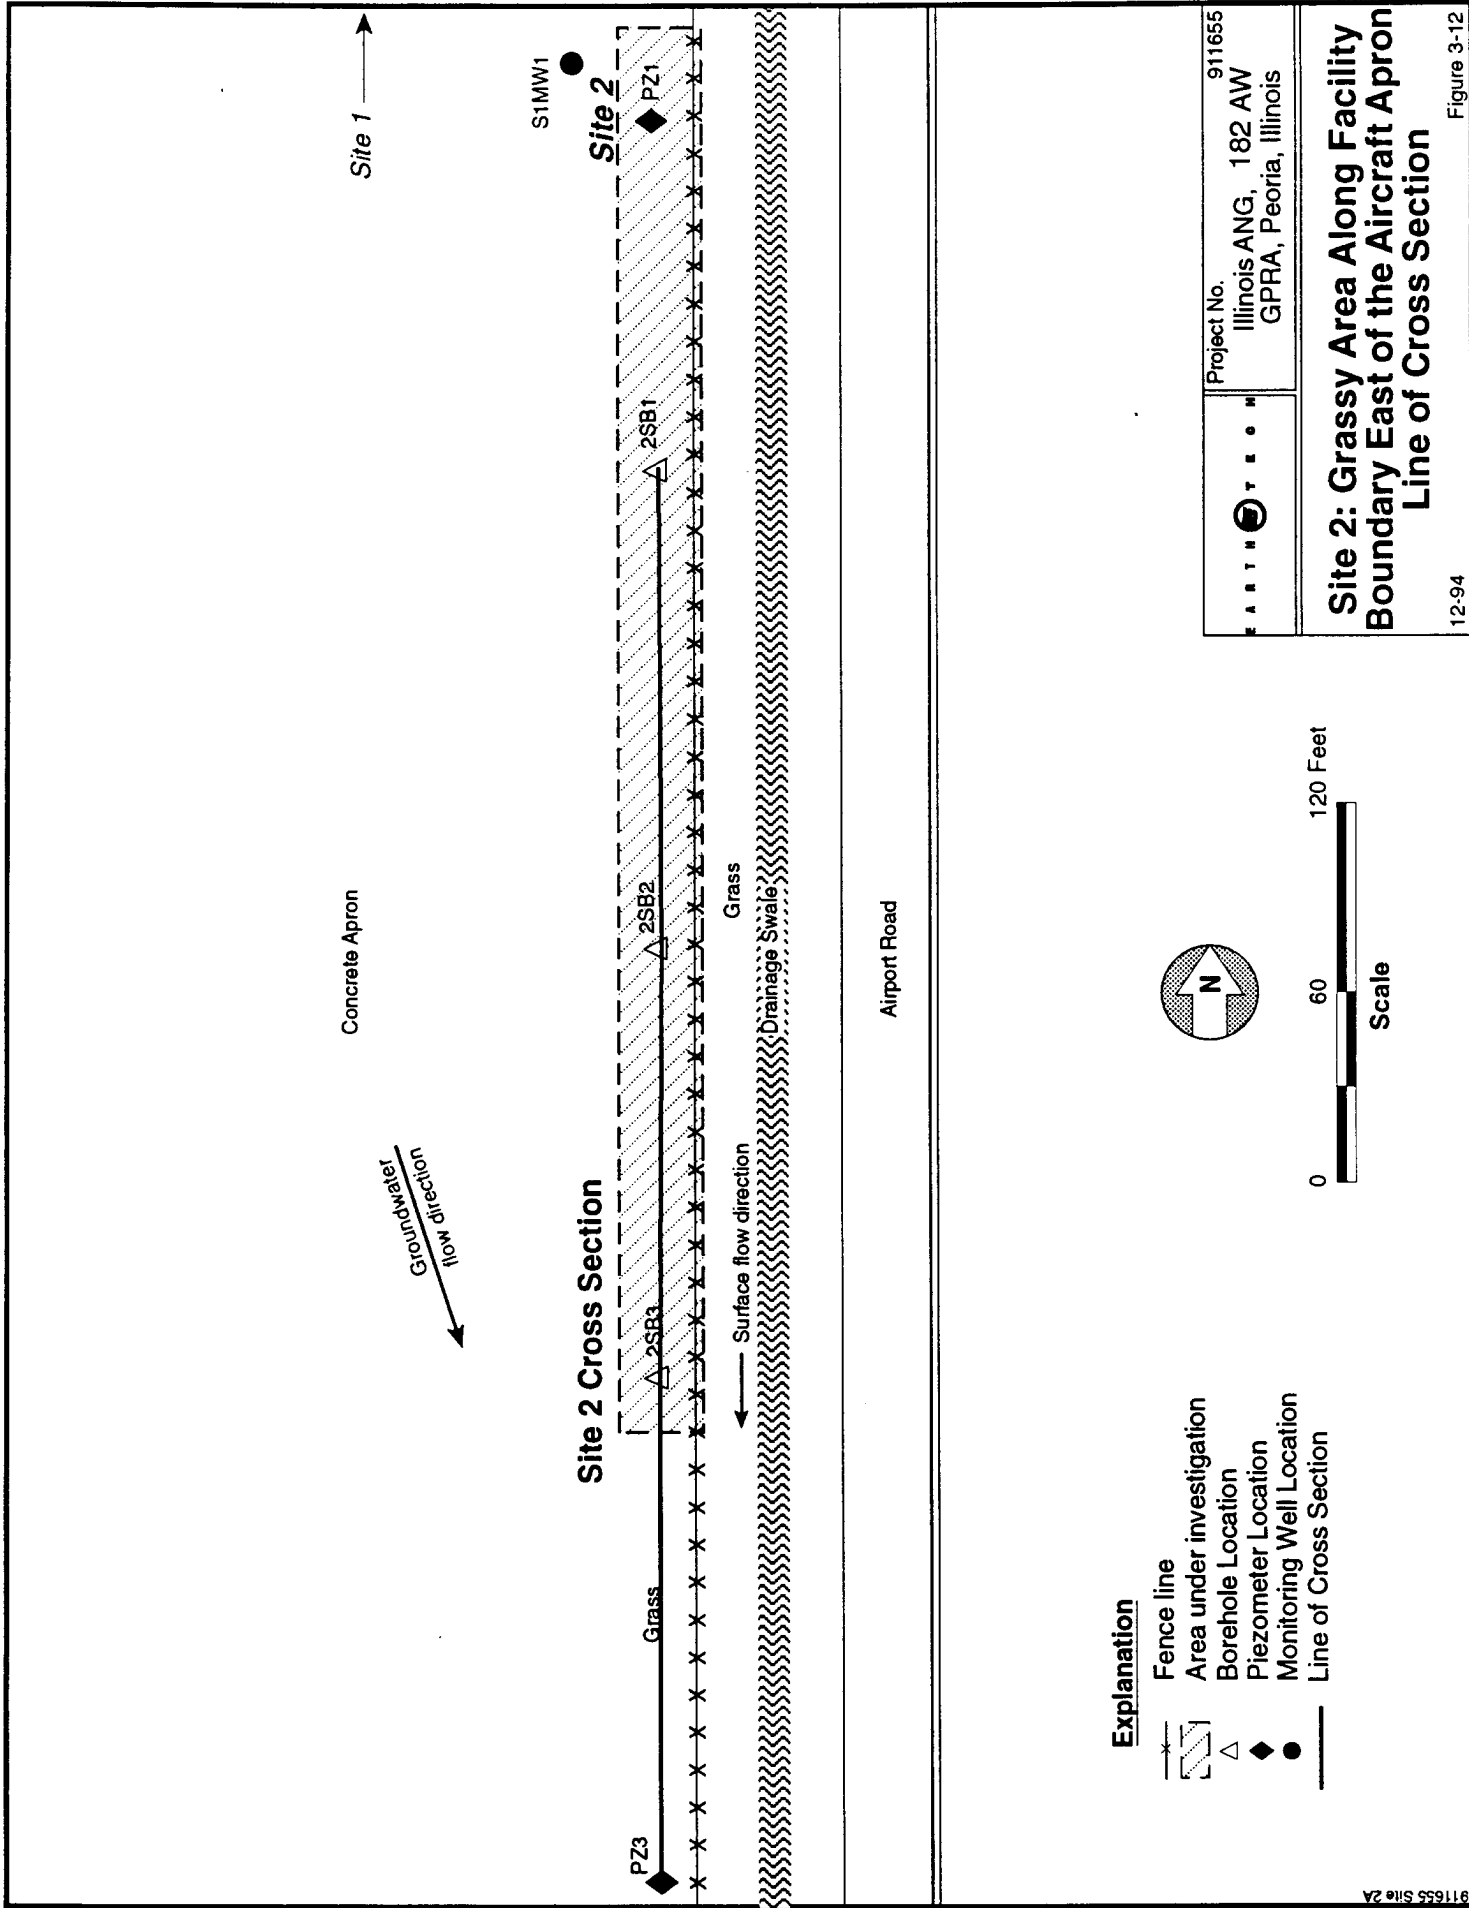 Site 1
S1MW1
Site 2
PZ1
Concrete Apron
Groundwater
flow direction
Site 2 Cross Section
2SB1
2SB2
2SB3
PZ3
Grass
Grass
Surface flow direction
Drainage Swale
Airport Road
N
0
60
120 Feet
Scale
Explanation
Fence line
Area under investigation
Borehole Location
Piezometer Location
Monitoring Well Location
Line of Cross Section
EARTH TECH
Project No.
911655
Illinois ANG, 182 AW
GPRA, Peoria, Illinois
Site 2: Grassy Area Along Facility
Boundary East of the Aircraft Apron
Line of Cross Section
12-94
Figure 3-12
911655 Site 2A